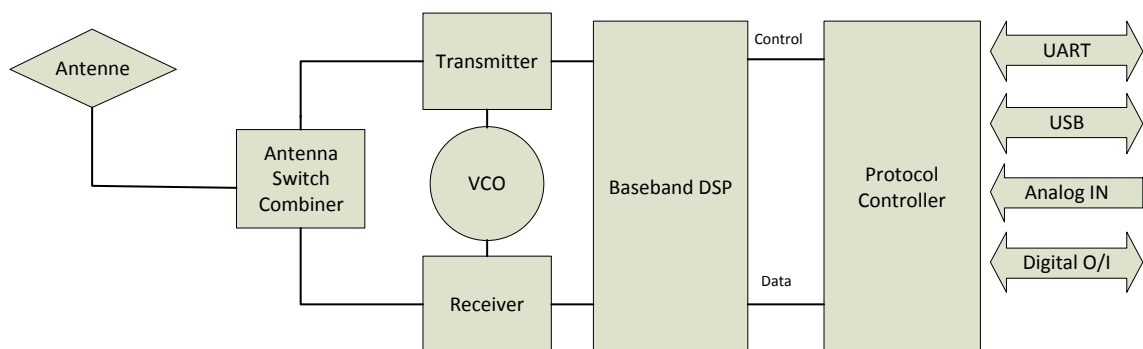 Antenne
Antenna
Switch
Combiner
Transmitter
VCO
Receiver
Baseband DSP
Control
Data
Protocol
Controller
UART
USB
Analog IN
Digital O/I